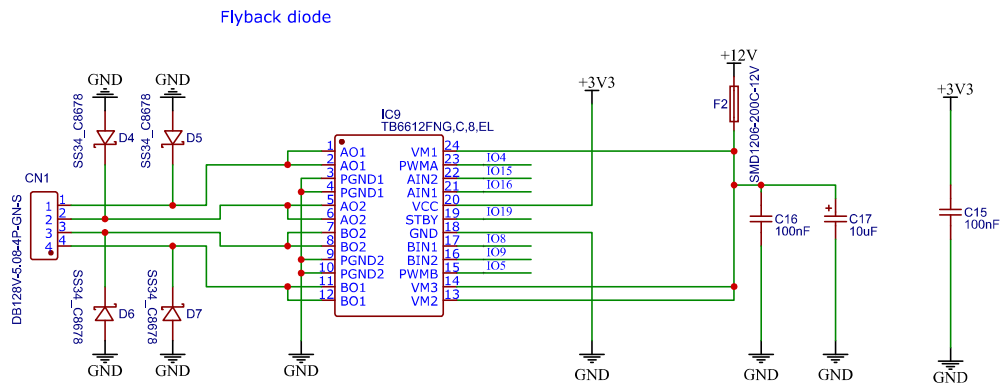 Flyback diode
GND
GND
SS34_C8678
D4
SS34_C8678
D5
CN1
DB128V-5.08-4P-GN-S
1
2
3
4
1
2
3
4
SS34_C8678
D6
SS34_C8678
D7
GND
GND
GND
IC9
TB6612FNG,C,8,EL
1 AO1
2 AO1
3 PGND1
4 PGND1
5 AO2
6 AO2
7 BO2
8 BO2
9 PGND2
10 PGND2
11 BO1
12 BO1
VM1 24
PWMA 23 IO4
AIN2 22 IO15
AIN1 21 IO16
VCC 20
STBY 19 IO19
GND 18
BIN1 17 IO8
BIN2 16 IO9
PWMB 15 IO5
VM3 14
VM2 13
+3V3
GND
+12V
F2
SMD1206-200C-12V
C16
100nF
GND
+
C17
10uF
GND
+3V3
C15
100nF
GND